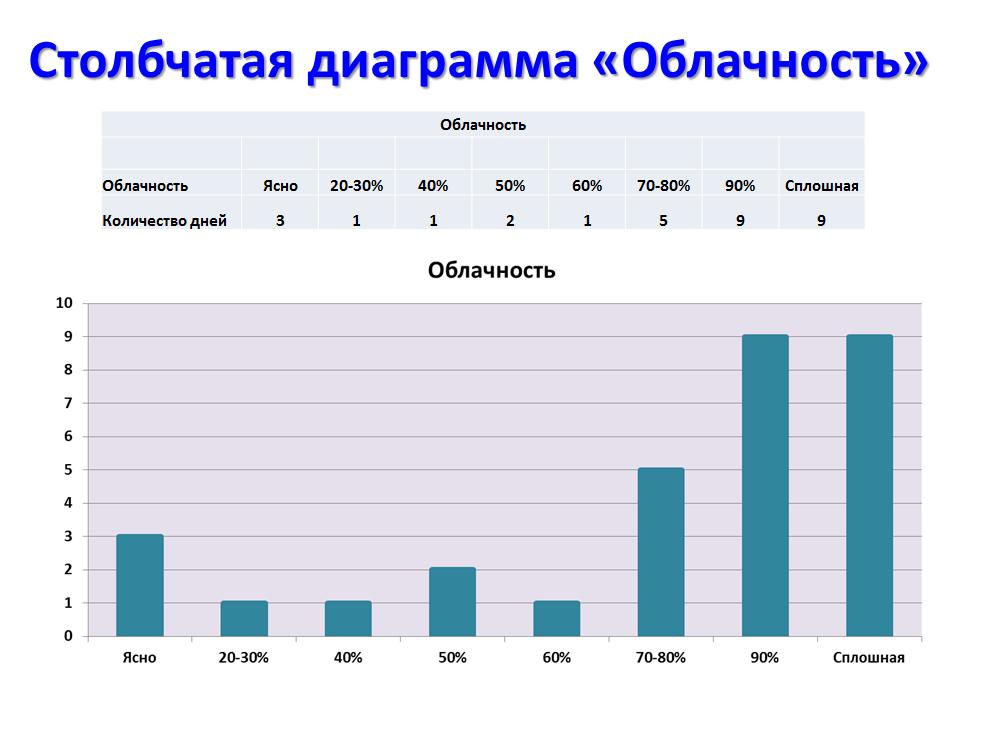 Столбчатая диаграмма «Облачность»
Облачность
Облачность Ясно 20-30% 40% 50% 60% 70-80% 90% Сплошная
Количество дней 3 1 1 2 1 5 9 9
Облачность
10
9
8
7
6
5
4
3
2
1
0
Ясно 20-30% 40% 50% 60% 70-80% 90% Сплошная